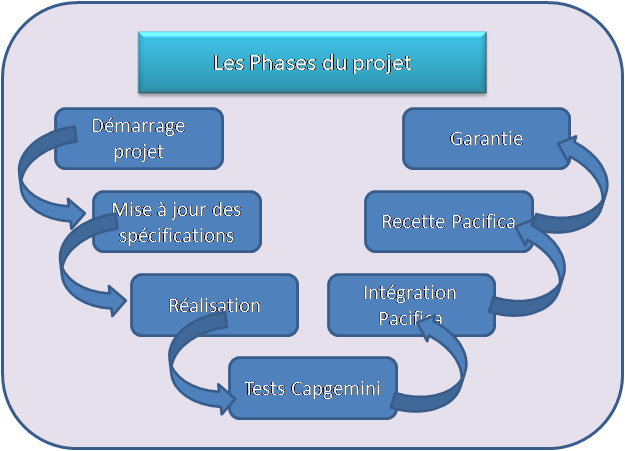 Les Phases du projet
Démarrage
projet
Mise à jour des
spécifications
Réalisation
Tests Capgemini
Intégration
Pacifica
Recette Pacifica
Garantie